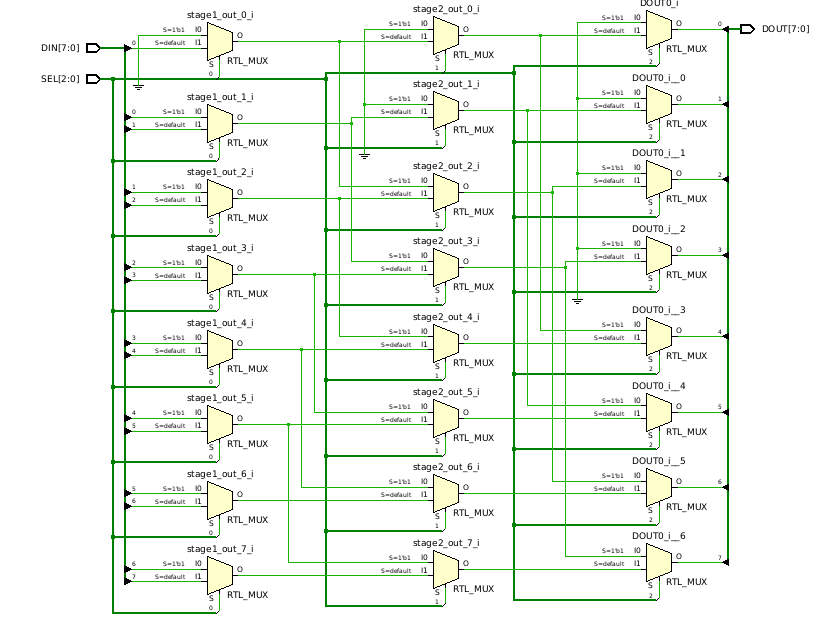 DIN[7:0]
SEL[2:0]
stage1_out_0_i
S=1'b1 I0
0 S=default I1
O
S
0
RTL_MUX
stage1_out_1_i
0 S=1'b1 I0
1 S=default I1
O
S
0
RTL_MUX
stage1_out_2_i
1 S=1'b1 I0
2 S=default I1
O
S
0
RTL_MUX
stage1_out_3_i
2 S=1'b1 I0
3 S=default I1
O
S
0
RTL_MUX
stage1_out_4_i
3 S=1'b1 I0
4 S=default I1
O
S
0
RTL_MUX
stage1_out_5_i
4 S=1'b1 I0
5 S=default I1
O
S
0
RTL_MUX
stage1_out_6_i
5 S=1'b1 I0
6 S=default I1
O
S
0
RTL_MUX
stage1_out_7_i
6 S=1'b1 I0
7 S=default I1
O
S
0
RTL_MUX
stage2_out_0_i
S=1'b1 I0
S=default I1
O
S
1
RTL_MUX
stage2_out_1_i
S=1'b1 I0
S=default I1
O
S
1
RTL_MUX
stage2_out_2_i
S=1'b1 I0
S=default I1
O
S
1
RTL_MUX
stage2_out_3_i
S=1'b1 I0
S=default I1
O
S
1
RTL_MUX
stage2_out_4_i
S=1'b1 I0
S=default I1
O
S
1
RTL_MUX
stage2_out_5_i
S=1'b1 I0
S=default I1
O
S
1
RTL_MUX
stage2_out_6_i
S=1'b1 I0
S=default I1
O
S
1
RTL_MUX
stage2_out_7_i
S=1'b1 I0
S=default I1
O
S
1
RTL_MUX
DOUT0_i
S=1'b1 I0
S=default I1
O 0
S
2
RTL_MUX
DOUT0_i__0
S=1'b1 I0
S=default I1
O 1
S
2
RTL_MUX
DOUT0_i__1
S=1'b1 I0
S=default I1
O 2
S
2
RTL_MUX
DOUT0_i__2
S=1'b1 I0
S=default I1
O 3
S
2
RTL_MUX
DOUT0_i__3
S=1'b1 I0
S=default I1
O 4
S
2
RTL_MUX
DOUT0_i__4
S=1'b1 I0
S=default I1
O 5
S
2
RTL_MUX
DOUT0_i__5
S=1'b1 I0
S=default I1
O 6
S
2
RTL_MUX
DOUT0_i__6
S=1'b1 I0
S=default I1
O 7
S
2
RTL_MUX
DOUT[7:0]